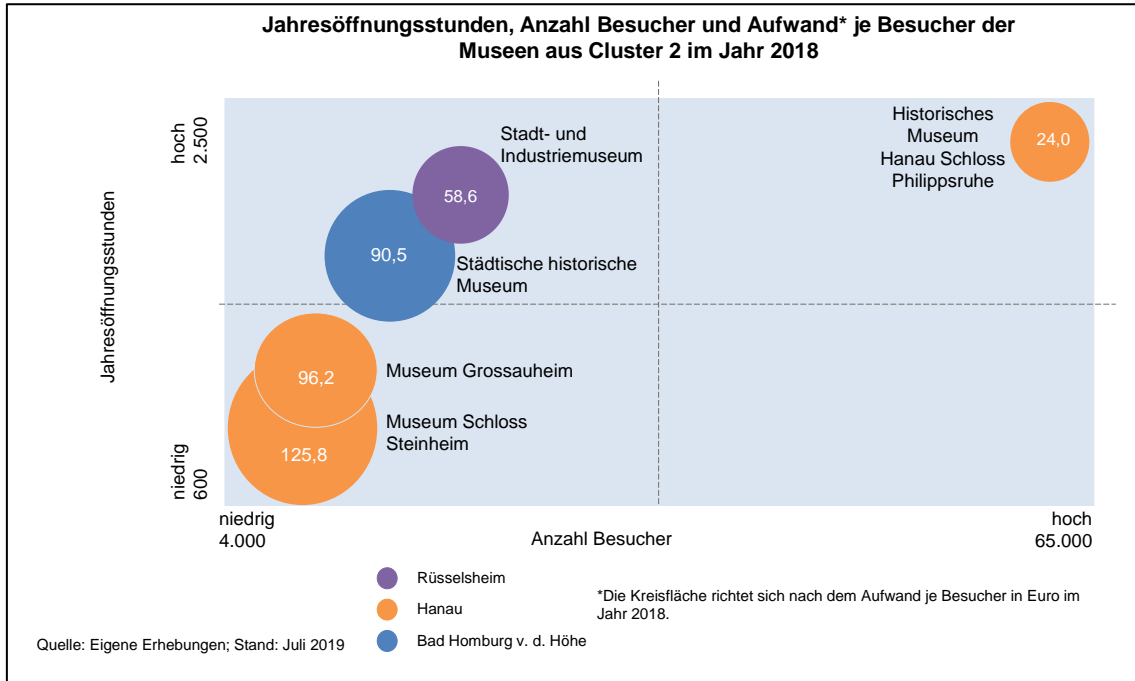 Jahresöffnungsstunden, Anzahl Besucher und Aufwand* je Besucher der
Museen aus Cluster 2 im Jahr 2018
Jahresöffnungsstunden
hoch
2.500
niedrig
600
Stadt- und
Industriemuseum
58,6
Historisches
Museum
Hanau Schloss
Philippsruhe
24,0
90,5
Städtische historische
Museum
96,2
Museum Grossauheim
Museum Schloss
Steinheim
125,8
niedrig
4.000
Anzahl Besucher
hoch
65.000
Rüsselsheim
Hanau
Bad Homburg v. d. Höhe
*Die Kreisfläche richtet sich nach dem Aufwand je Besucher in Euro im
Jahr 2018.
Quelle: Eigene Erhebungen; Stand: Juli 2019